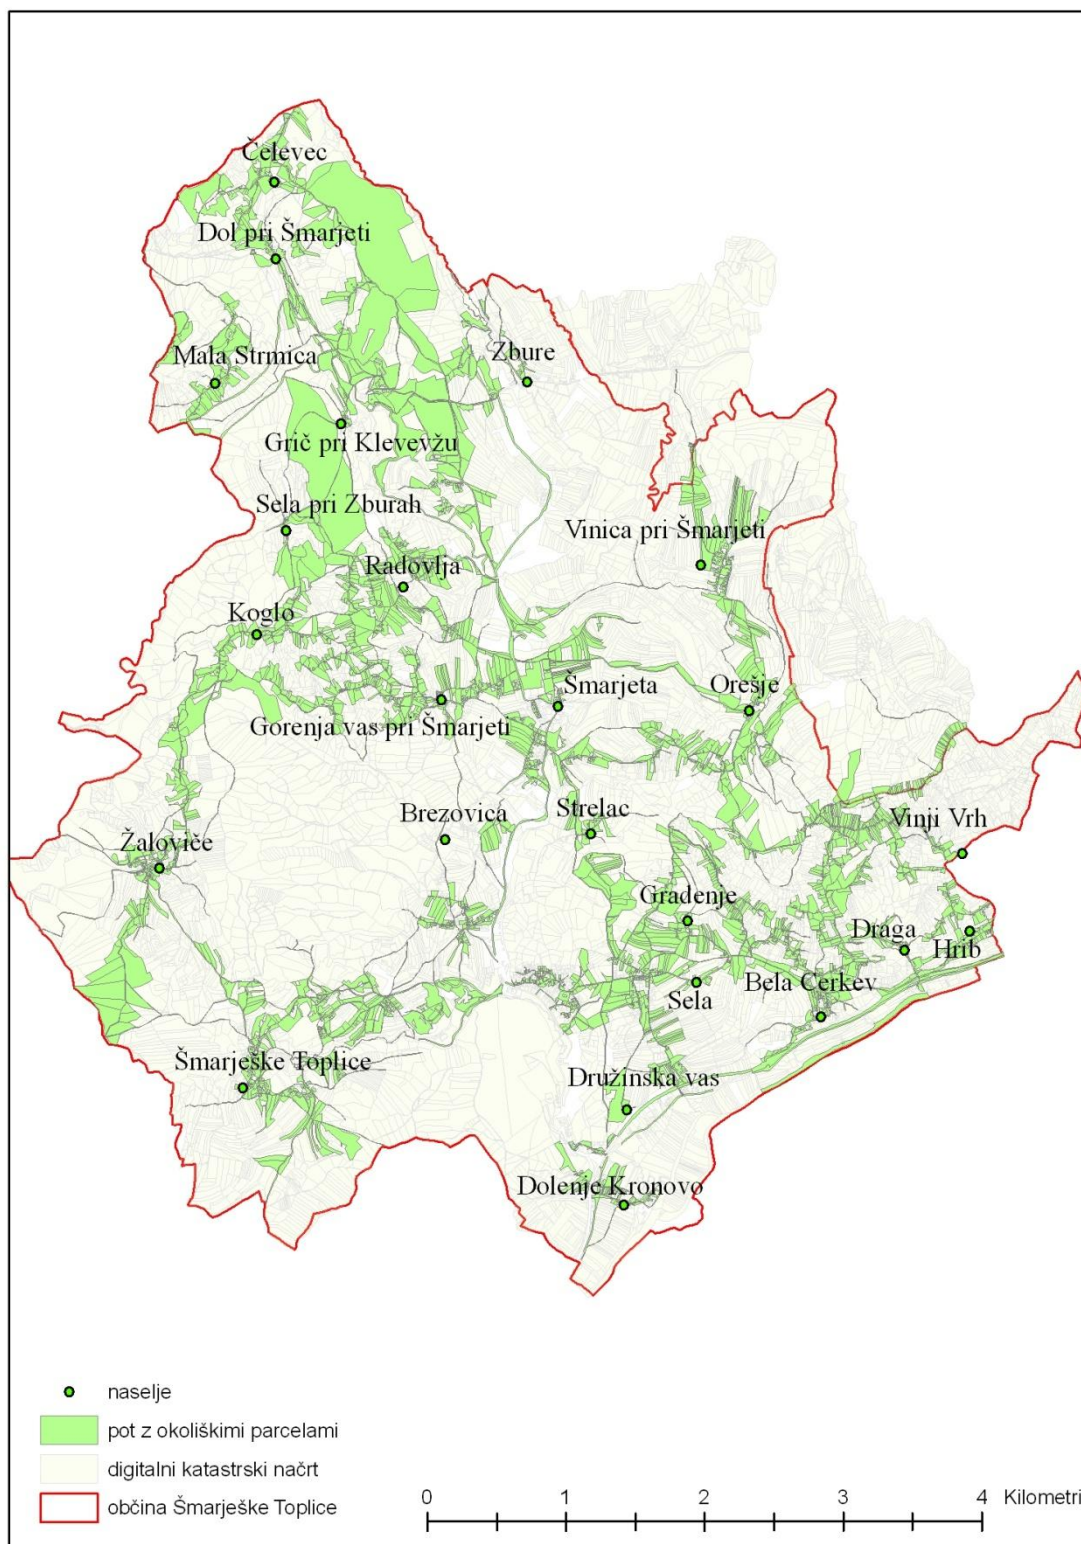 Čelevec
Dol pri Šmarjeti
Zbure
Mala Strmica
Grič pri Klevevžu
Sela pri Zburah
Vinica pri Šmarjeti
Radovlja
Koglo
Šmarjeta
Orešje
Gorenja vas pri Šmarjeti
Brezovica
Strelac
Vinji Vrh
Žaloviče
Gradenje
Draga
Hrib
Bela Cerkev
Sela
Šmarješke Toplice
Družinska vas
Dolenje Kronovo
naselje
pot z okoliškimi parcelami
digitalni katastrski načrt
občina Šmarješke Toplice
0 1 2 3 4 Kilometri